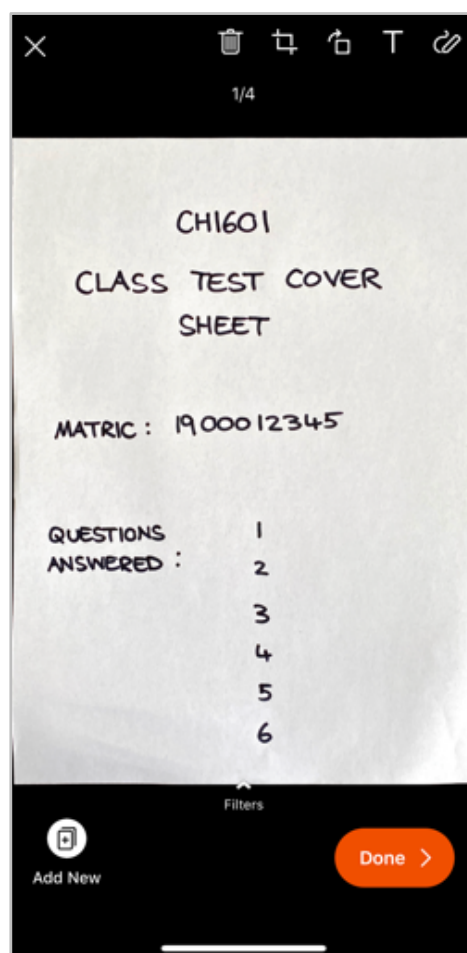 T
1/4
CH1601
CLASS TEST COVER
SHEET
MATRIC: 1900012345
QUESTIONS
ANSWERED:
1
2
3
4
5
6
Filters
Add New
Done